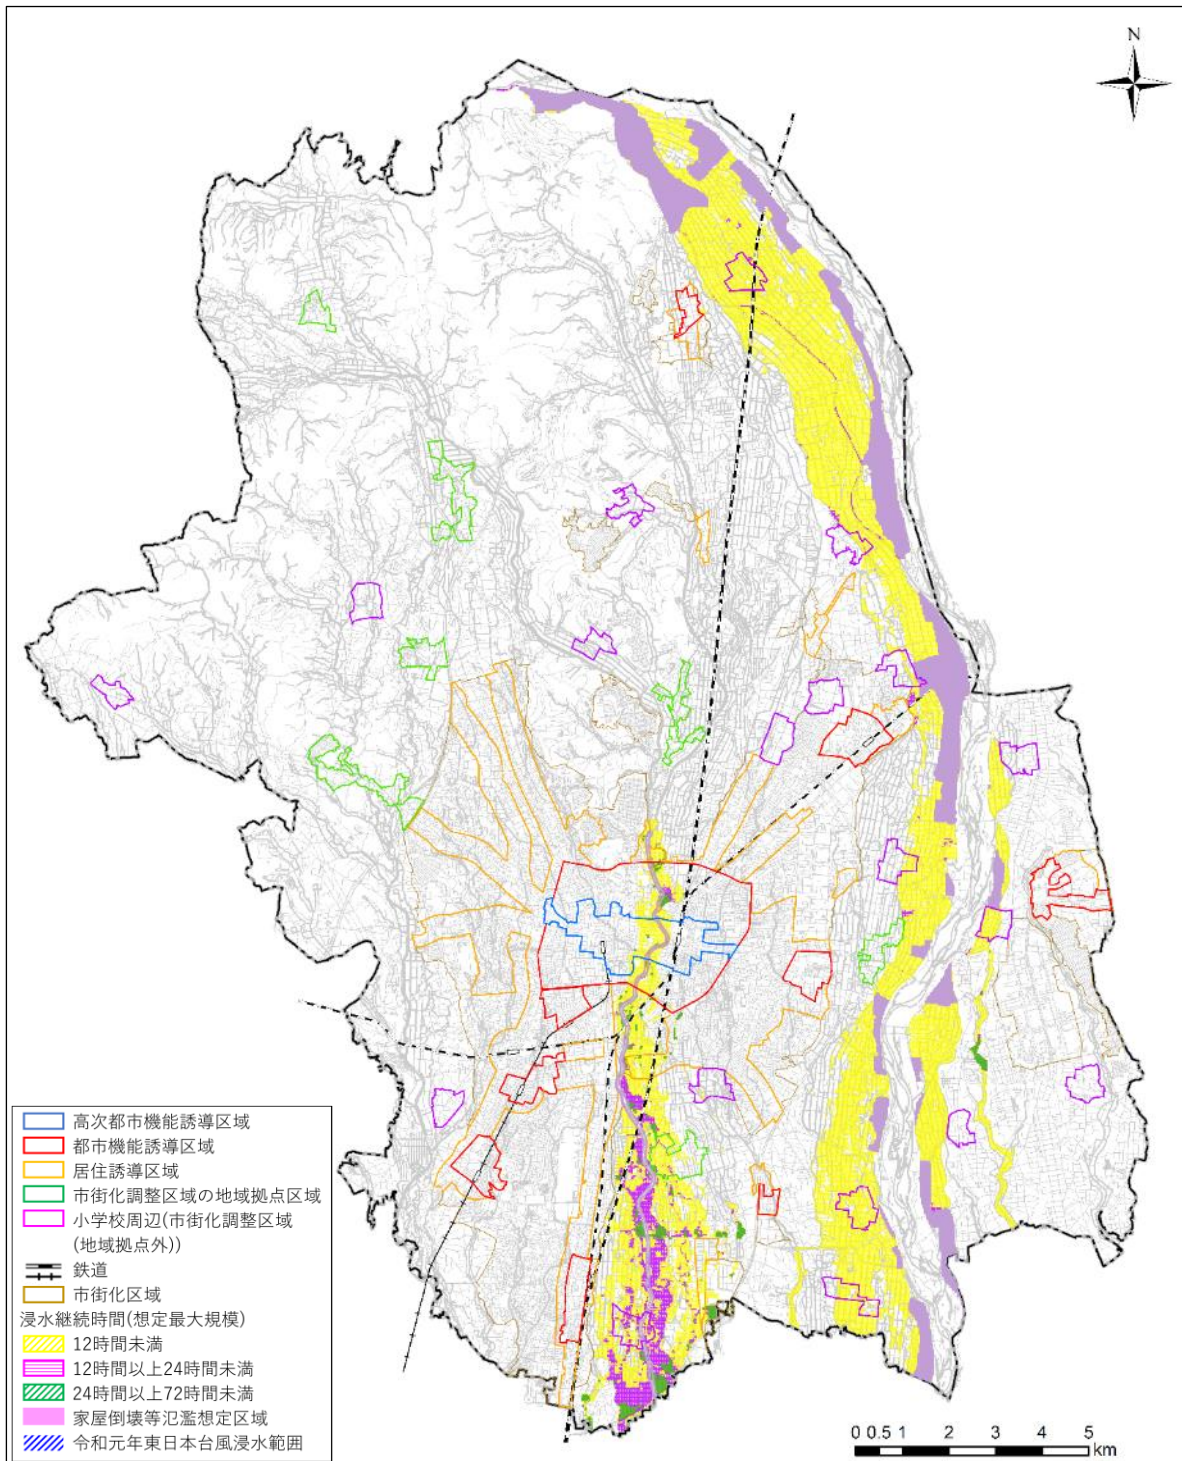 N
高次都市機能誘導区域
都市機能誘導区域
居住誘導区域
市街化調整区域の地域拠点区域
小学校周辺(市街化調整区域
(地域拠点外))
鉄道
市街化区域
浸水継続時間(想定最大規模)
12時間未満
12時間以上24時間未満
24時間以上72時間未満
家屋倒壊等氾濫想定区域
令和元年東日本台風浸水範囲
0 0.5 1 2 3 4 5
km